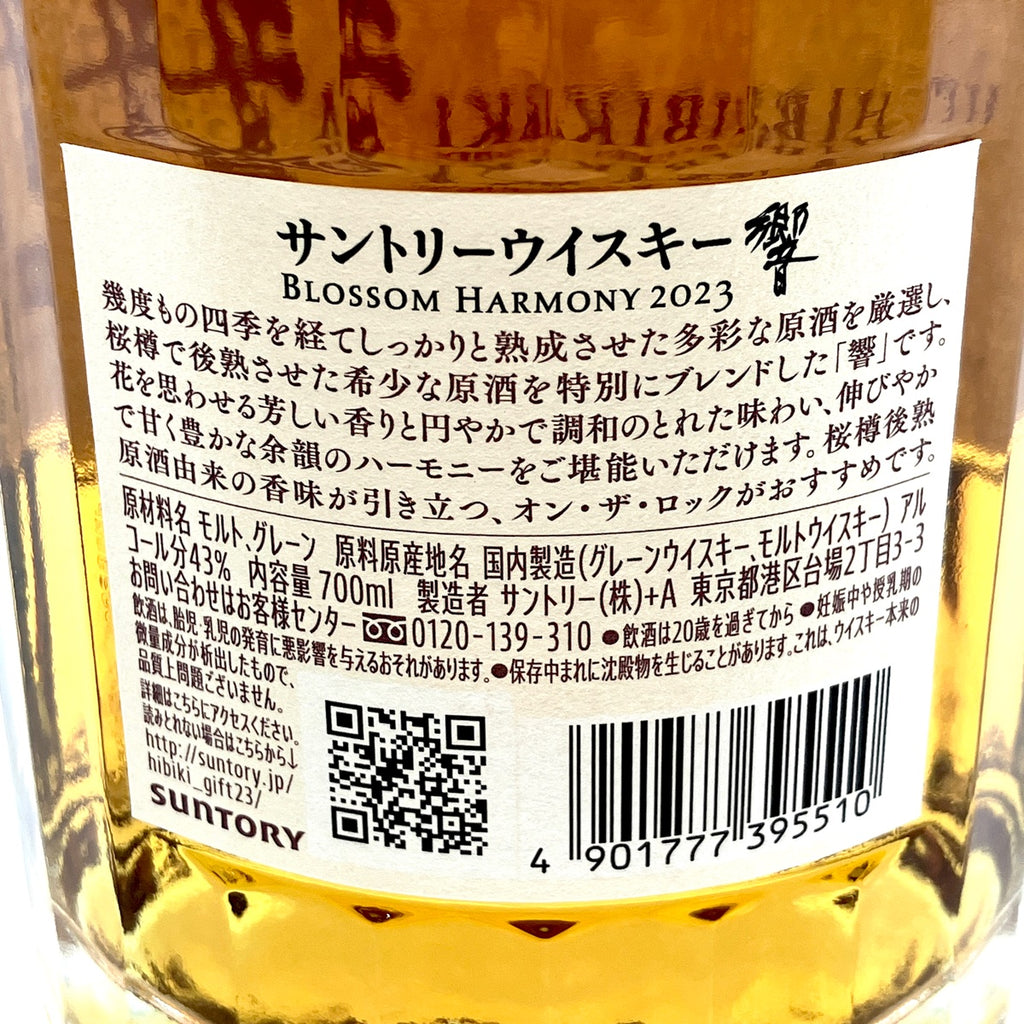 サントリーウイスキー 響
BLOSSOM HARMONY 2023
幾度もの四季を経てしっかりと熟成させた多彩な原酒を厳選し、
桜樽で後熟させた希少な原酒を特別にブレンドした「響」です。
花を思わせる芳しい香りと円やかで調和のとれた味わい、伸びやか
で甘く豊かな余韻のハーモニーをご堪能いただけます。桜樽後熟
原酒由来の香味が引き立つ、オン・ザ・ロックがおすすめです。
原材料名 モルト、グレーン 原料原産地名 国内製造(グレーンウイスキー、モルトウイスキー) アル
コール分43% 内容量 700ml 製造者 サントリー(株)+A 東京都港区台場2丁目3-3
お問い合わせはお客様センター 0120-139-310 ●飲酒は20歳を過ぎてから ●妊娠中や授乳期の
飲酒は、胎児・乳児の発育に悪影響を与えるおそれがあります。●保存中まれに沈殿物を生じることがあります。これは、ウイスキー本来の
微量成分が析出したもので、
品質上問題ございません。
詳細はこちらにアクセスください。
読みとれない場合はこちらから↓
http://suntory.jp/
hibiki_gift23/
SUNTORY
4 901777 395510
HIBIKI